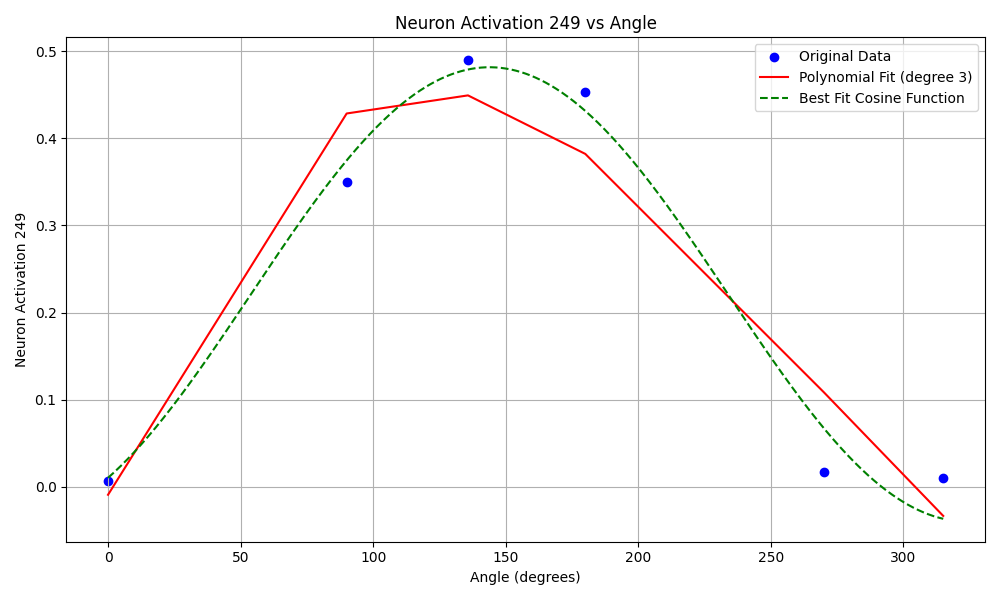 Neuron Activation 249 vs Angle
Original Data
Polynomial Fit (degree 3)
Best Fit Cosine Function
Neuron Activation 249
0.5
0.4
0.3
0.2
0.1
0.0
0 50 100 150 200 250 300
Angle (degrees)